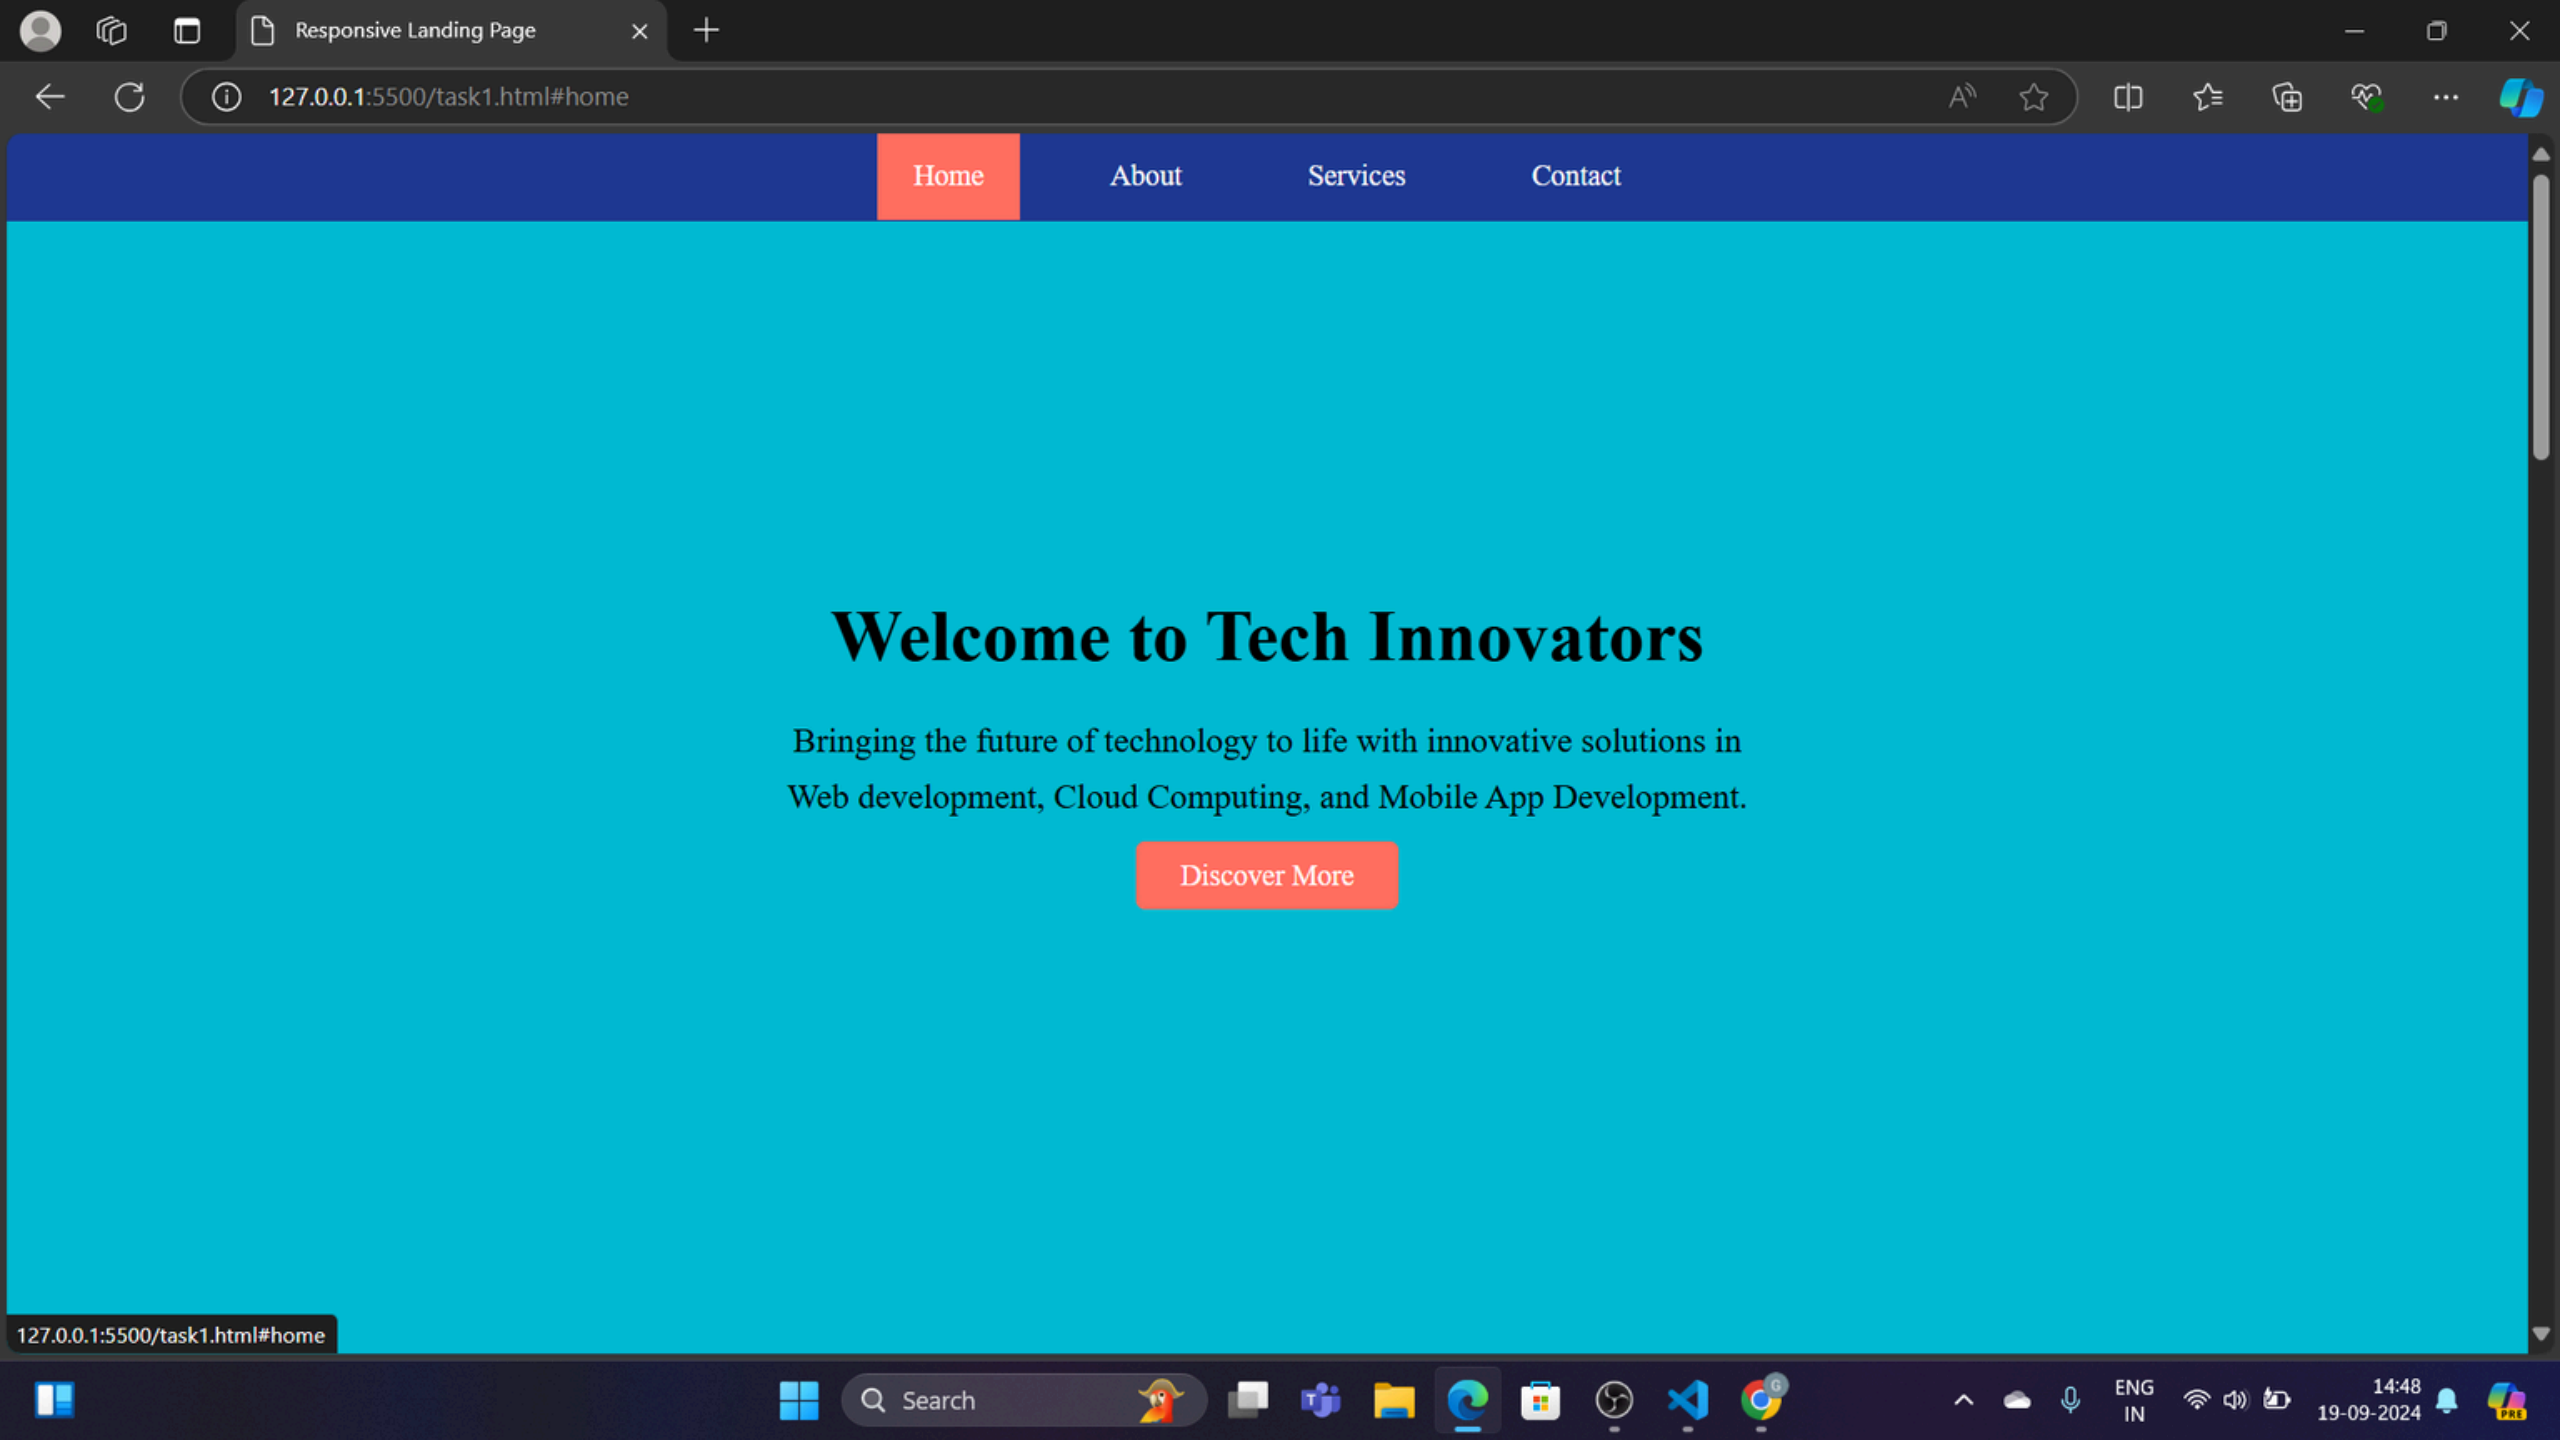 Responsive Landing Page
127.0.0.1:5500/task1.html#home
Home About Services Contact
Welcome to Tech Innovators
Bringing the future of technology to life with innovative solutions in
Web development, Cloud Computing, and Mobile App Development.
Discover More
127.0.0.1:5500/task1.html#home
Search
ENG
IN
14:48
19-09-2024
PRE